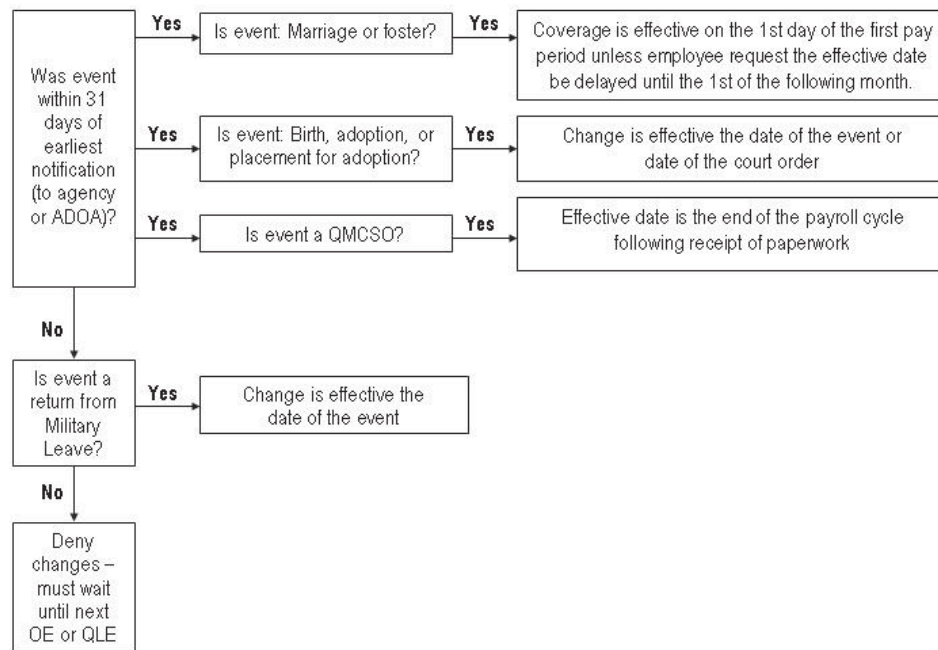 Was event
within 31
days of
earliest
notification
(to agency
or ADOA)?
Yes
Is event: Marriage or foster?
Yes
Coverage is effective on the 1st day of the first pay
period unless employee request the effective date
be delayed until the 1st of the following month.
Yes
Is event: Birth, adoption, or
placement for adoption?
Yes
Change is effective the date of the event or
date of the court order
Yes
Is event a QMCSO?
Yes
Effective date is the end of the payroll cycle
following receipt of paperwork
No
Is event a
return from
Military
Leave?
Yes
Change is effective the
date of the event
No
Deny
changes –
must wait
until next
OE or QLE